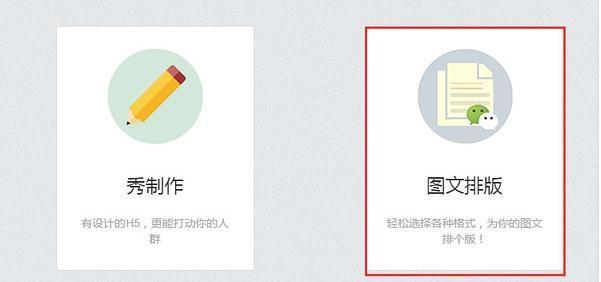 秀制作
有设计的H5，更能打动你的人
群
图文排版
轻松选择各种格式，为你的图文
排个版！